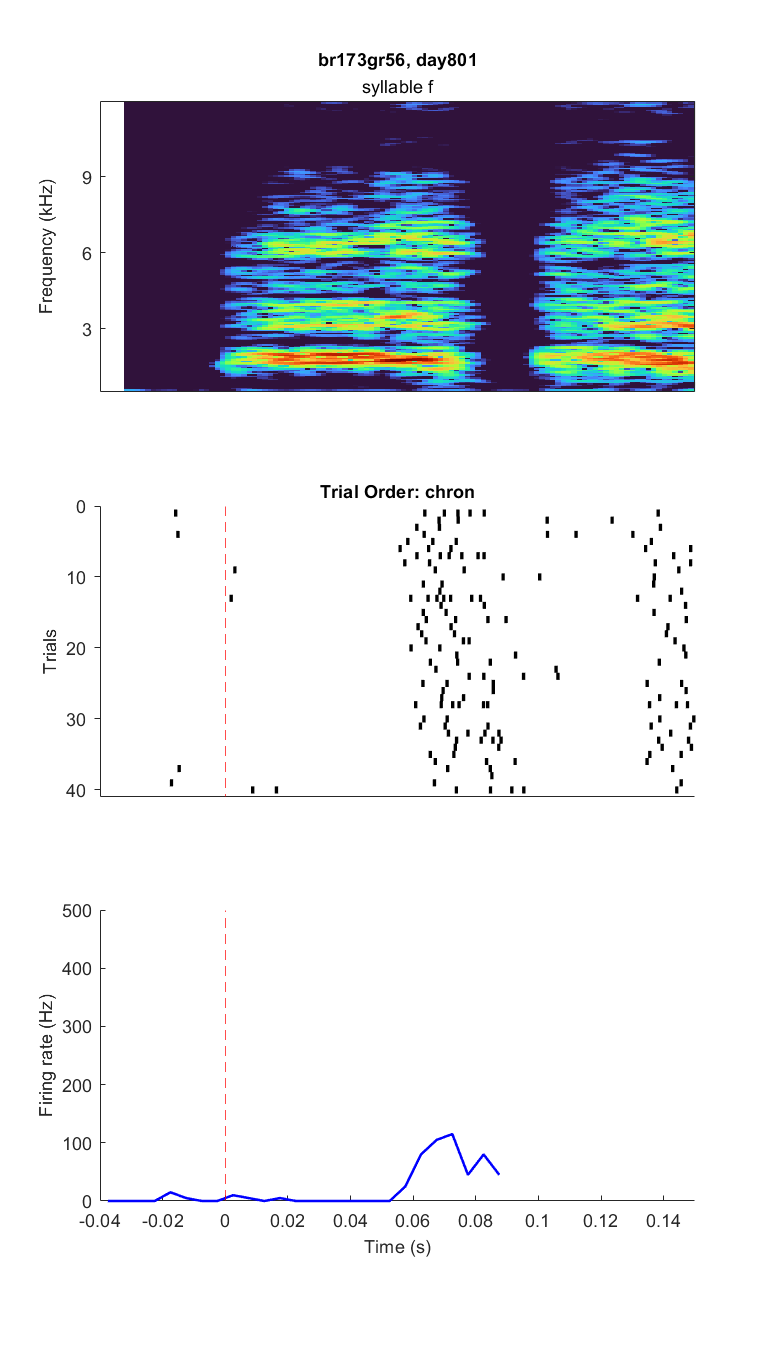 br173gr56, day801
syllable f
Frequency (kHz)
9
6
3
Trial Order: chron
Trials
0
10
20
30
40
Firing rate (Hz)
500
400
300
200
100
0
-0.04 -0.02 0 0.02 0.04 0.06 0.08 0.1 0.12 0.14
Time (s)